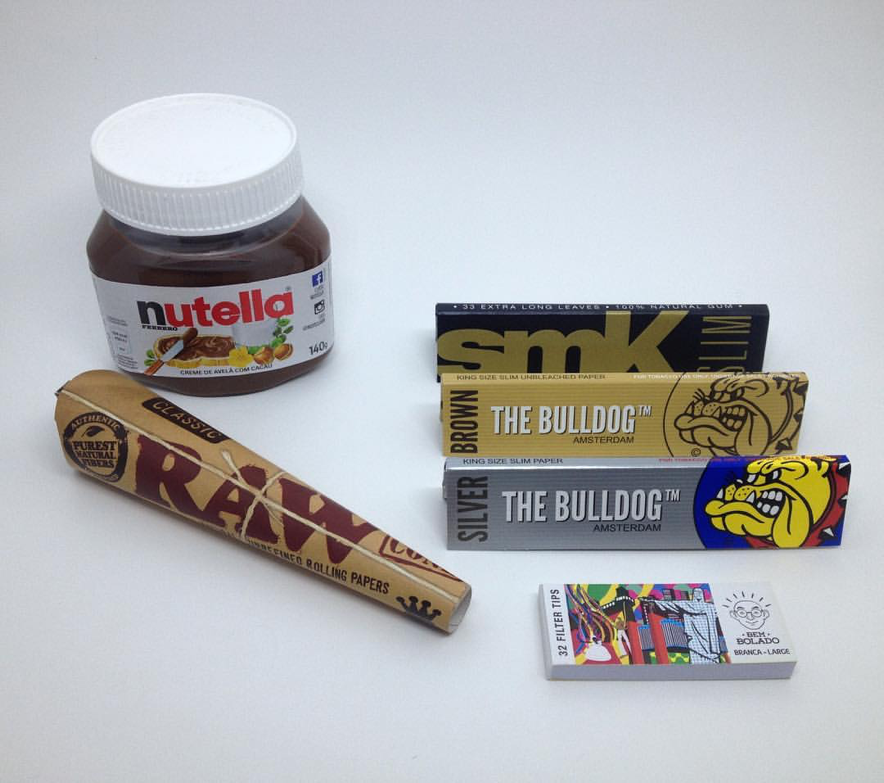 nutella
FERRERO
140g
CREME DE AVELÃ COM CACAU
• 33 EXTRA LONG LEAVES • 100% NATURAL GUM •
smK
SLIM
KING SIZE SLIM UNBLEACHED PAPER
BROWN
THE BULLDOG™
AMSTERDAM
©
KING SIZE SLIM PAPER
SILVER
THE BULLDOG™
AMSTERDAM
CLASSIC
AUTHENTIC
PUREST
NATURAL
FIBERS
RAW
ROLLING PAPERS
32 FILTER TIPS
• BEM •
BOLADO
BRANCA - LARGE